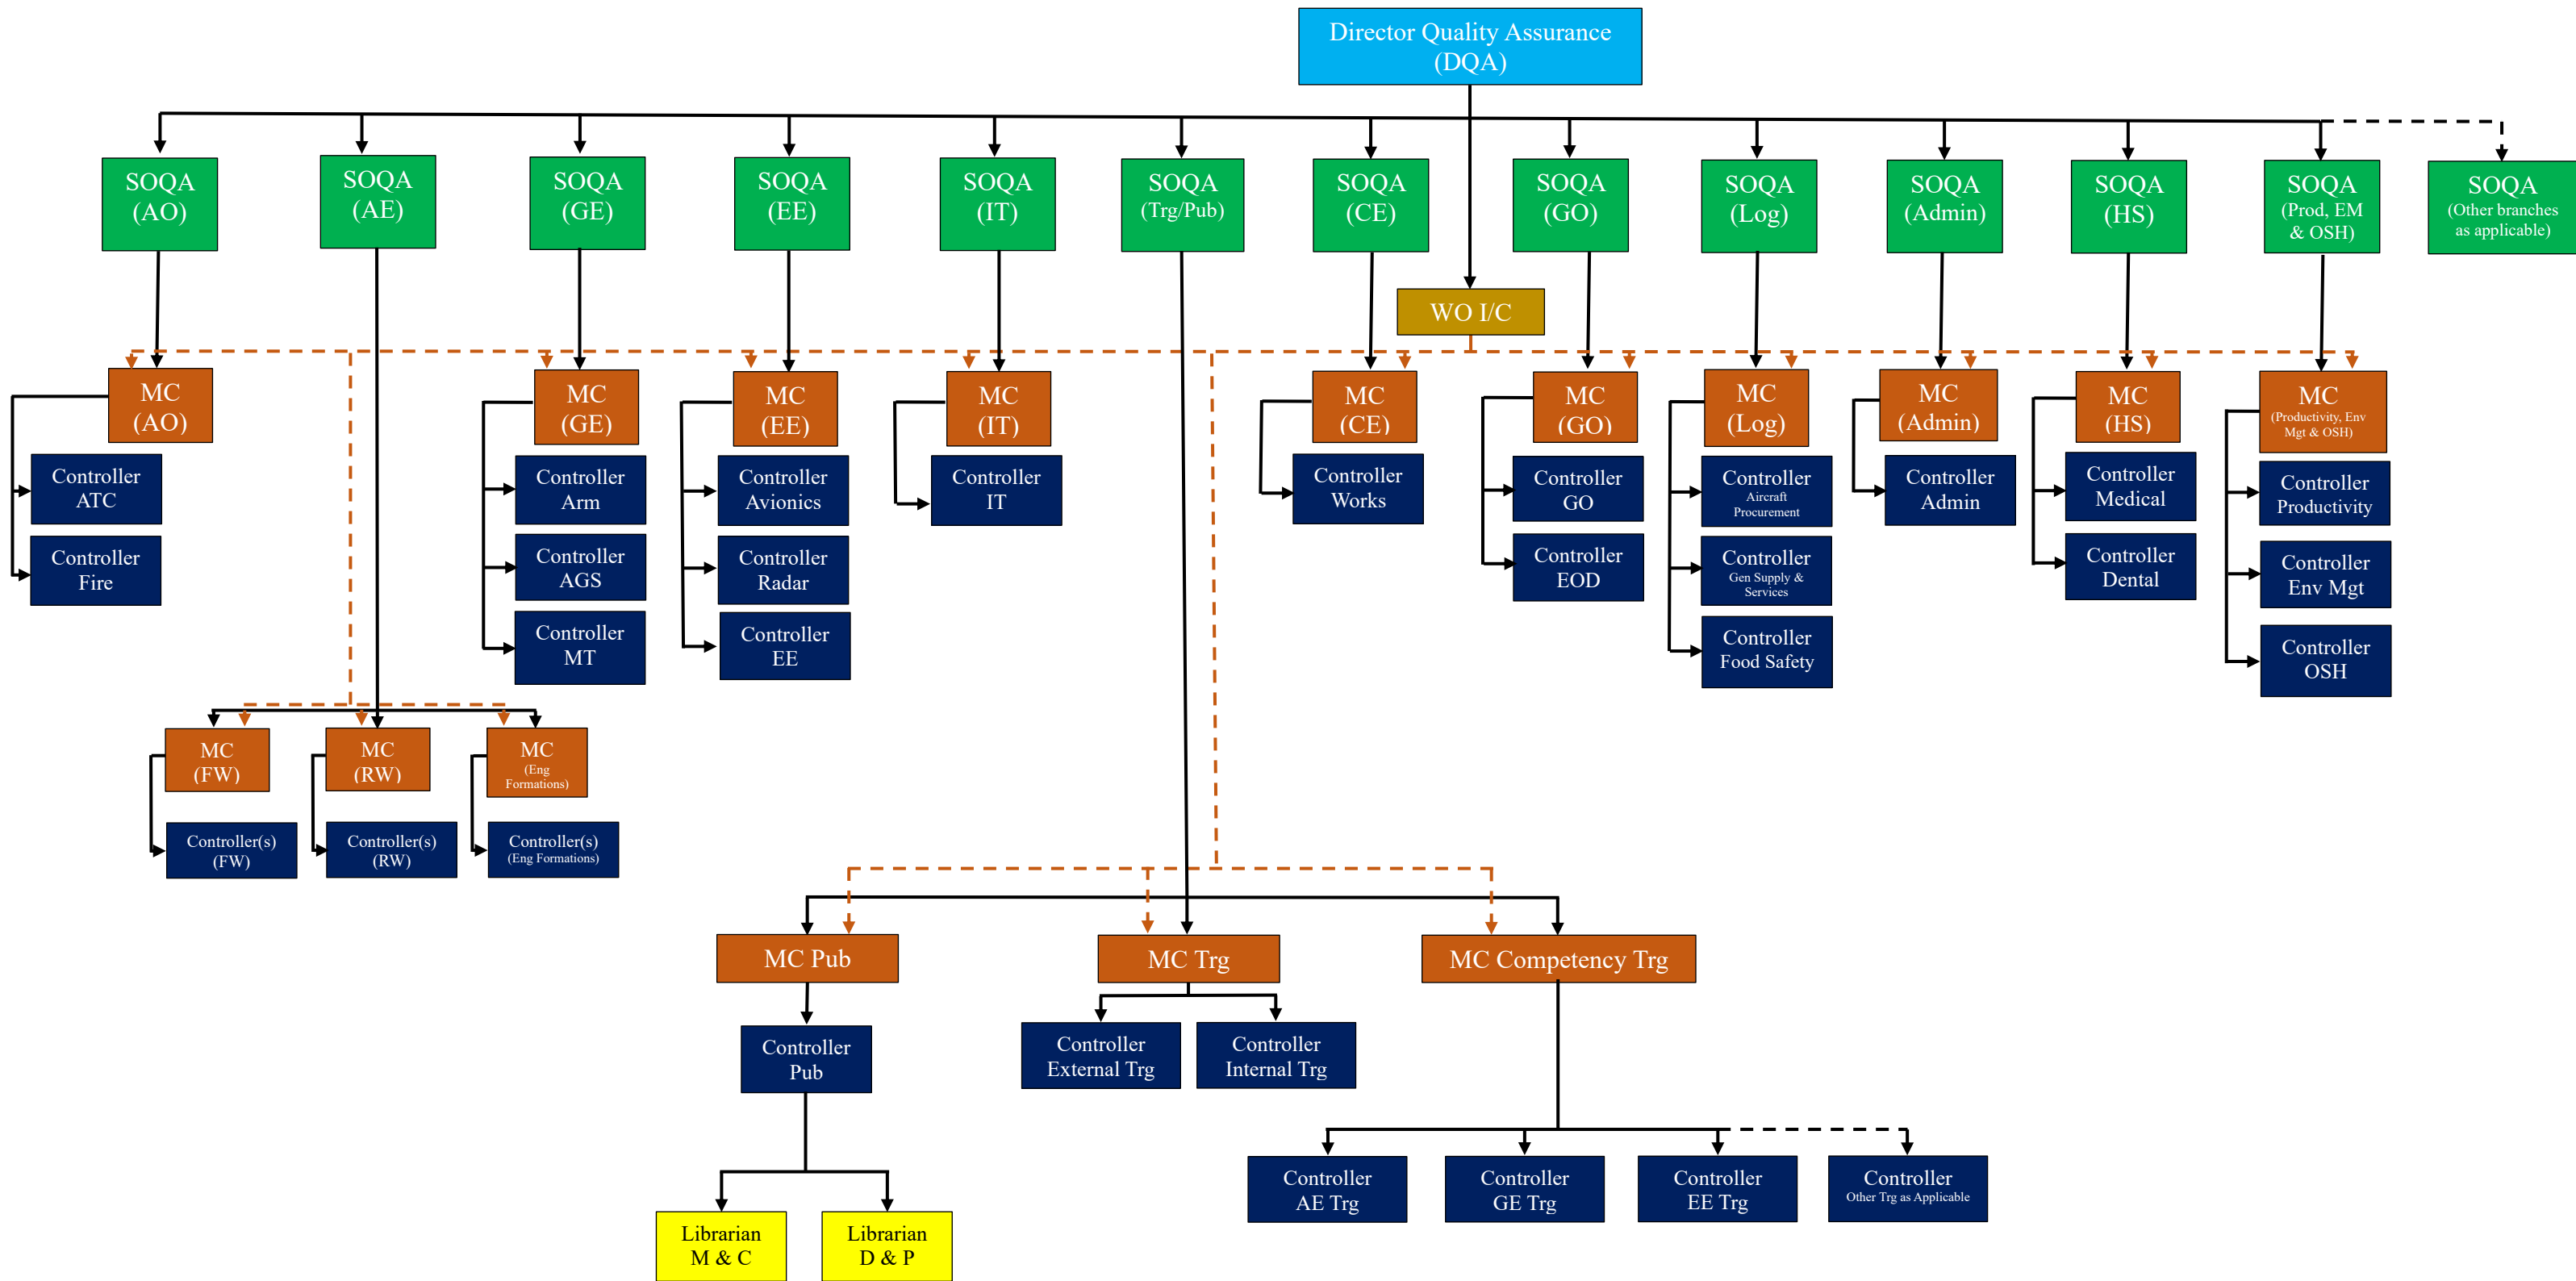 Director Quality Assurance
(DQA)
SOQA
(AO)
SOQA
(AE)
SOQA
(GE)
SOQA
(EE)
SOQA
(IT)
SOQA
(Trg/Pub)
SOQA
(CE)
SOQA
(GO)
SOQA
(Log)
SOQA
(Admin)
SOQA
(HS)
SOQA
(Prod, EM
& OSH)
SOQA
(Other branches
as applicable)
WO I/C
MC
(AO)
MC
(GE)
MC
(EE)
MC
(IT)
MC
(CE)
MC
(GO)
MC
(Log)
MC
(Admin)
MC
(HS)
MC
(Productivity, Env
Mgt & OSH)
Controller
ATC
Controller
Fire
Controller
Arm
Controller
AGS
Controller
MT
Controller
Avionics
Controller
Radar
Controller
EE
Controller
IT
Controller
Works
Controller
GO
Controller
EOD
Controller
Aircraft
Procurement
Controller
Gen Supply &
Services
Controller
Food Safety
Controller
Admin
Controller
Medical
Controller
Dental
Controller
Productivity
Controller
Env Mgt
Controller
OSH
MC
(FW)
MC
(RW)
MC
(Eng
Formations)
Controller(s)
(FW)
Controller(s)
(RW)
Controller(s)
(Eng Formations)
MC Pub
MC Trg
MC Competency Trg
Controller
Pub
Controller
External Trg
Controller
Internal Trg
Controller
AE Trg
Controller
GE Trg
Controller
EE Trg
Controller
Other Trg as Applicable
Librarian
M & C
Librarian
D & P